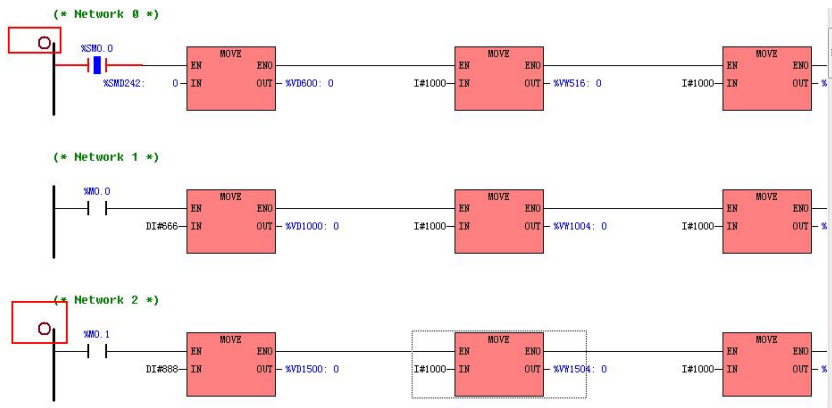 (* Network 0 *)
%SM0.0
MOVE MOVE MOVE
EN ENO EN ENO EN ENO
%SMD242: 0 IN OUT %VD600: 0 I#1000 IN OUT %VW516: 0 I#1000 IN OUT %
(* Network 1 *)
%M0.0
MOVE MOVE MOVE
EN ENO EN ENO EN ENO
DI#666 IN OUT %VD1000: 0 I#1000 IN OUT %VW1004: 0 I#1000 IN OUT %
(* Network 2 *)
%M0.1
MOVE MOVE MOVE
EN ENO EN ENO EN ENO
DI#888 IN OUT %VD1500: 0 I#1000 IN OUT %VW1504: 0 I#1000 IN OUT %